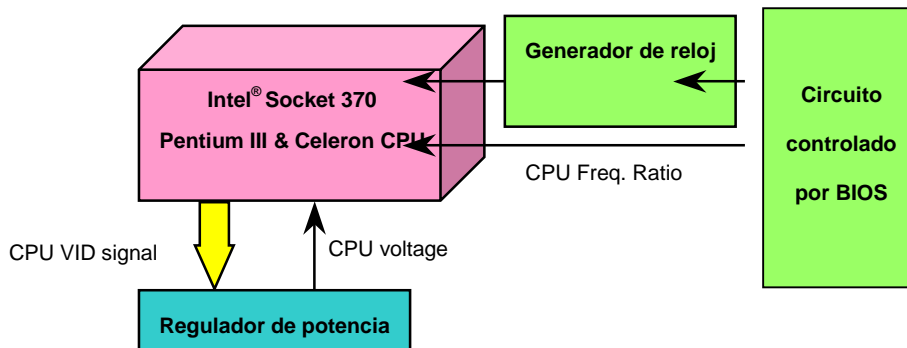 Generador de reloj
Intel® Socket 370
Pentium III & Celeron CPU
Circuito
controlado
por BIOS
CPU Freq. Ratio
CPU VID signal
CPU voltage
Regulador de potencia